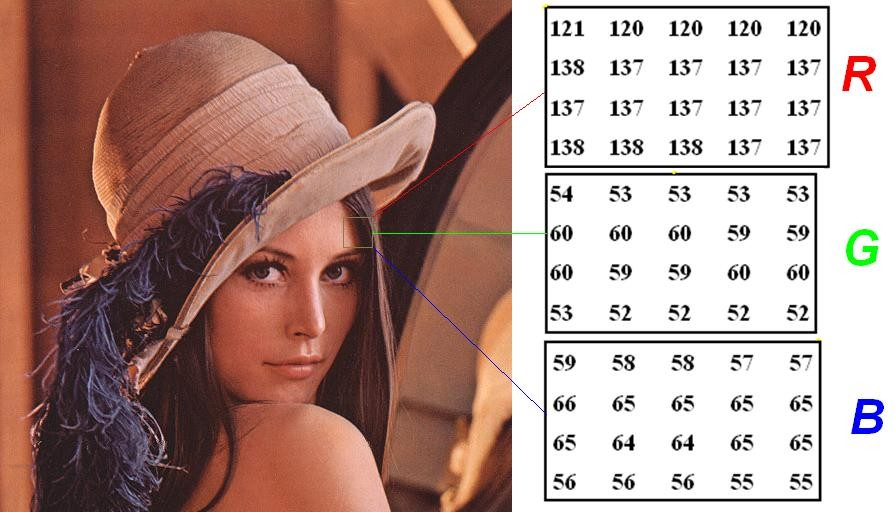 121 120 120 120 120
138 137 137 137 137
137 137 137 137 137
138 138 138 137 137
R
54 53 53 53 53
60 60 60 59 59
60 59 59 60 60
53 52 52 52 52
G
59 58 58 57 57
66 65 65 65 65
65 64 64 65 65
56 56 56 55 55
B